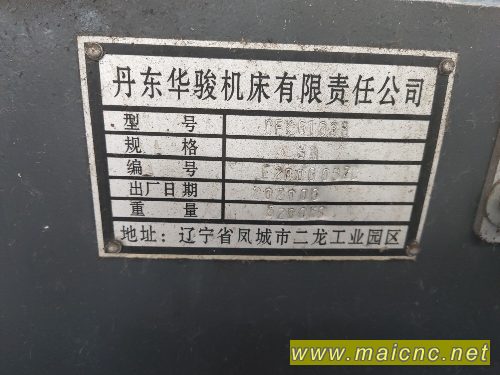 丹东华骏机床有限责任公司
型 号
规 格
编 号
出厂日期
重 量
地址: 辽宁省凤城市二龙工业园区
www.maicnc.net